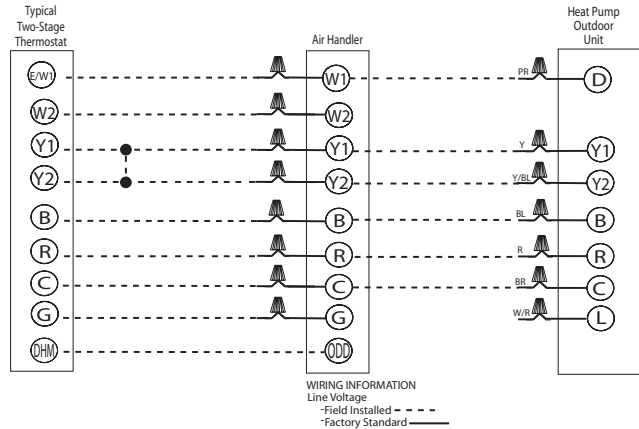 Typical
Two-Stage
Thermostat
Air Handler
Heat Pump
Outdoor
Unit
E/W1 W1 PR D
W2 W2
Y1 Y1 Y Y1
Y2 Y2 Y/BL Y2
B B BL B
R R R R
C C BR C
G G W/R L
DHM ODD
WIRING INFORMATION
Line Voltage
-Field Installed
-Factory Standard